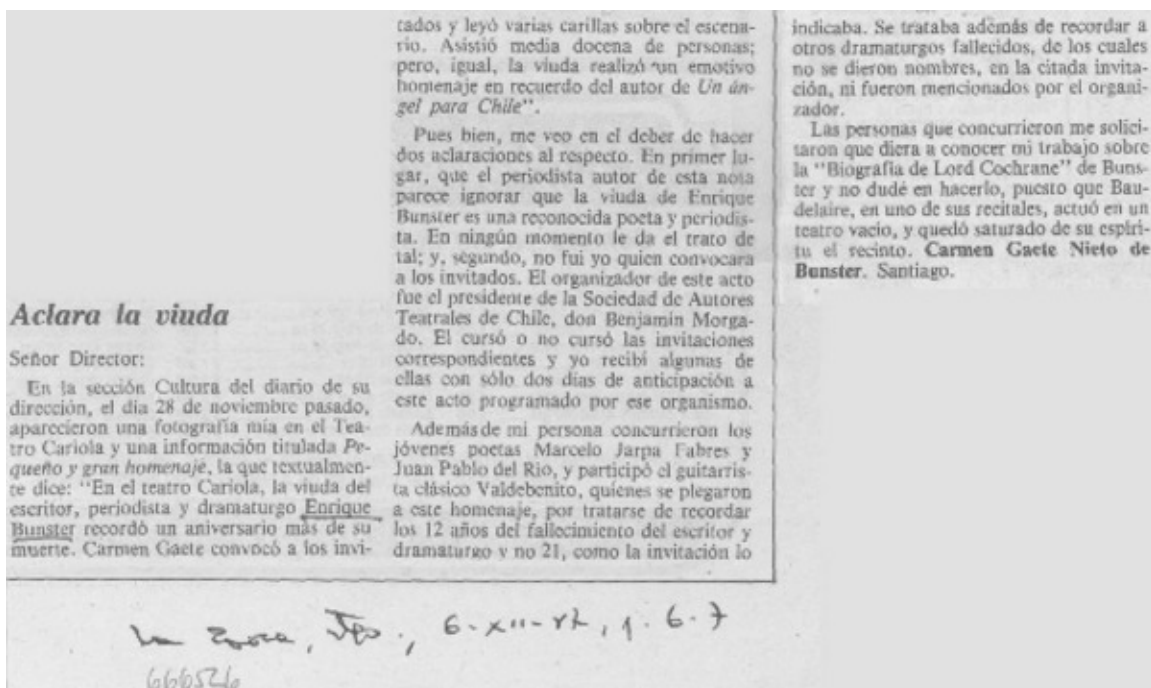 Aclara la viuda
Señor Director:
En la sección Cultura del diario de su
dirección, el día 28 de noviembre pasado,
aparecieron una fotografía mía en el Tea-
tro Cariola y una información titulada Pe-
queño y gran homenaje, la que textualmen-
te dice: "En el teatro Cariola, la viuda del
escritor, periodista y dramaturgo Enrique
Bunster recordó un aniversario más de su
muerte. Carmen Gaete convocó a los invi-
tados y leyó varias carillas sobre el escena-
rio. Asistió media docena de personas;
pero, igual, la viuda realizó un emotivo
homenaje en recuerdo del autor de Un án-
gel para Chile".
Pues bien, me veo en el deber de hacer
dos aclaraciones al respecto. En primer lu-
gar, que el periodista autor de esta nota
parece ignorar que la viuda de Enrique
Bunster es una reconocida poeta y periodis-
ta. En ningún momento le da el trato de
tal; y, segundo, no fui yo quien convocara
a los invitados. El organizador de este acto
fue el presidente de la Sociedad de Autores
Teatrales de Chile, don Benjamín Morga-
do. El cursó o no cursó las invitaciones
correspondientes y yo recibí algunas de
ellas con sólo dos días de anticipación a
este acto programado por ese organismo.
Además de mi persona concurrieron los
jóvenes poetas Marcelo Jarpa Fabres y
Juan Pablo del Río, y participó el guitarris-
ta clásico Valdebenito, quienes se plegaron
a este homenaje, por tratarse de recordar
los 12 años del fallecimiento del escritor y
dramaturgo y no 21, como la invitación lo
indicaba. Se trataba además de recordar a
otros dramaturgos fallecidos, de los cuales
no se dieron nombres, en la citada invita-
ción, ni fueron mencionados por el organi-
zador.
Las personas que concurrieron me solici-
taron que diera a conocer mi trabajo sobre
la "Biografía de Lord Cochrane" de Buns-
ter y no dudé en hacerlo, puesto que Bau-
delaire, en uno de sus recitales, actuó en un
teatro vacío, y quedó saturado de su espíri-
tu el recinto. Carmen Gaete Nieto de
Bunster. Santiago.
6-XII- 6-7
666526